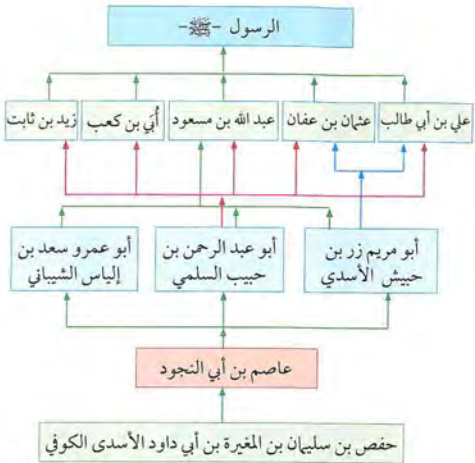 الرسول -ﷺ-
علي بن أبي طالب
عثمان بن عفان
عبد الله بن مسعود
أُبَي بن كعب
زيد بن ثابت
أبو مريم زر بن
حبيش الأسدي
أبو عبد الرحمن بن
حبيب السلمي
أبو عمرو سعد بن
إلياس الشيباني
عاصم بن أبي النجود
حفص بن سليمان بن المغيرة بن أبي داود الأسدى الكوفي